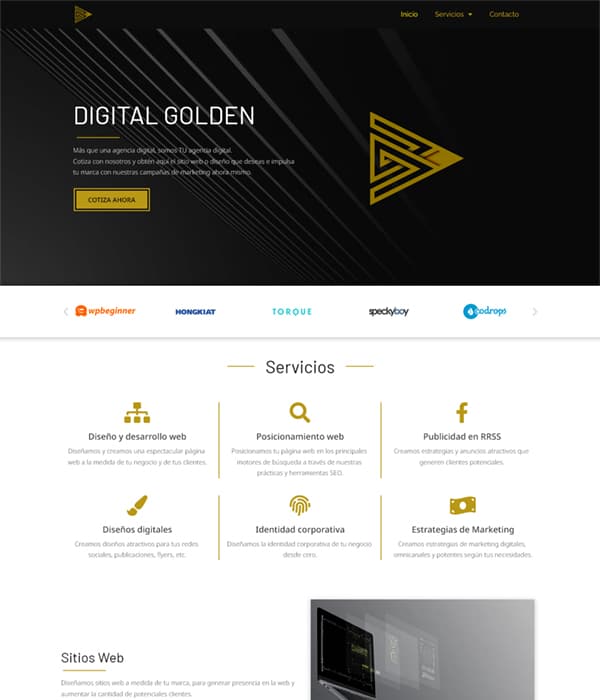 Inicio Servicios Contacto
DIGITAL GOLDEN
Más que una agencia digital, somos TU agencia digital.
Cotiza con nosotros y obtén aquí el sitio web o diseño que deseas e impulsa
tu marca con nuestras campañas de marketing ahora mismo.
COTIZA AHORA
wpbeginner HONGKIAT TORQUE speckyboy codrops
Servicios
Diseño y desarrollo web
Diseñamos y creamos una espectacular página
web a la medida de tu negocio y de tus clientes.
Posicionamiento web
Posicionamos tu página web en los principales
motores de búsqueda a través de nuestras
prácticas y herramientas SEO.
Publicidad en RRSS
Creamos estrategias y anuncios atractivos que
generen clientes potenciales.
Diseños digitales
Creamos diseños atractivos para tus redes
sociales, publicaciones, flyers, etc.
Identidad corporativa
Diseñamos la identidad corporativa de tu negocio
desde cero.
Estrategias de Marketing
Creamos estrategias de marketing digitales,
omnicanales y potentes según tus necesidades.
Sitios Web
Diseñamos sitios web a medida de tu marca, para generar presencia en la web y
aumentar la cantidad de potenciales clientes.